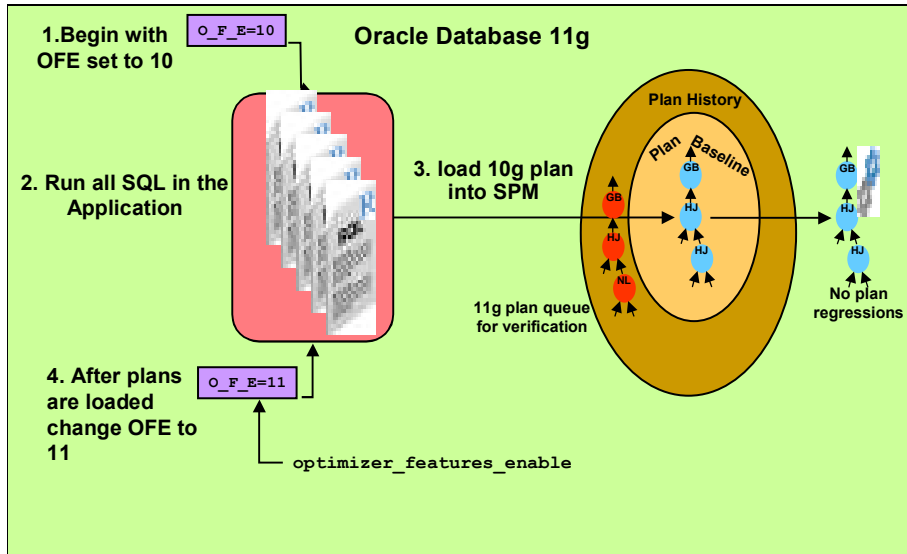 Oracle Database 11g
1.Begin with
OFE set to 10
O_F_E=10
2. Run all SQL in the
Application
3. load 10g plan
into SPM
Plan History
Plan Baseline
GB
HJ
NL
GB
HJ
HJ
GB
HJ
HJ
11g plan queue
for verification
No plan
regressions
4. After plans
are loaded
change OFE to
11
O_F_E=11
optimizer_features_enable